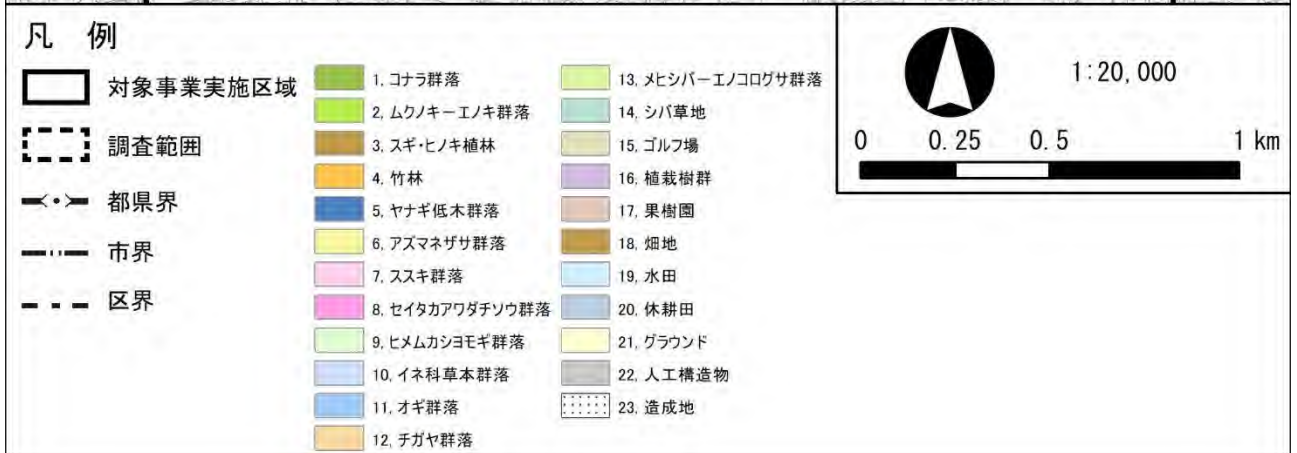 凡 例
対象事業実施区域
調査範囲
都県界
市界
区界
1. コナラ群落
2. ムクノキーエノキ群落
3. スギ・ヒノキ植林
4. 竹林
5. ヤナギ低木群落
6. アズマネザサ群落
7. ススキ群落
8. セイタカアワダチソウ群落
9. ヒメムカシヨモギ群落
10. イネ科草本群落
11. オギ群落
12. チガヤ群落
13. メヒシバーエノコログサ群落
14. シバ草地
15. ゴルフ場
16. 植栽樹群
17. 果樹園
18. 畑地
19. 水田
20. 休耕田
21. グラウンド
22. 人工構造物
23. 造成地
1:20,000
0 0.25 0.5 1 km